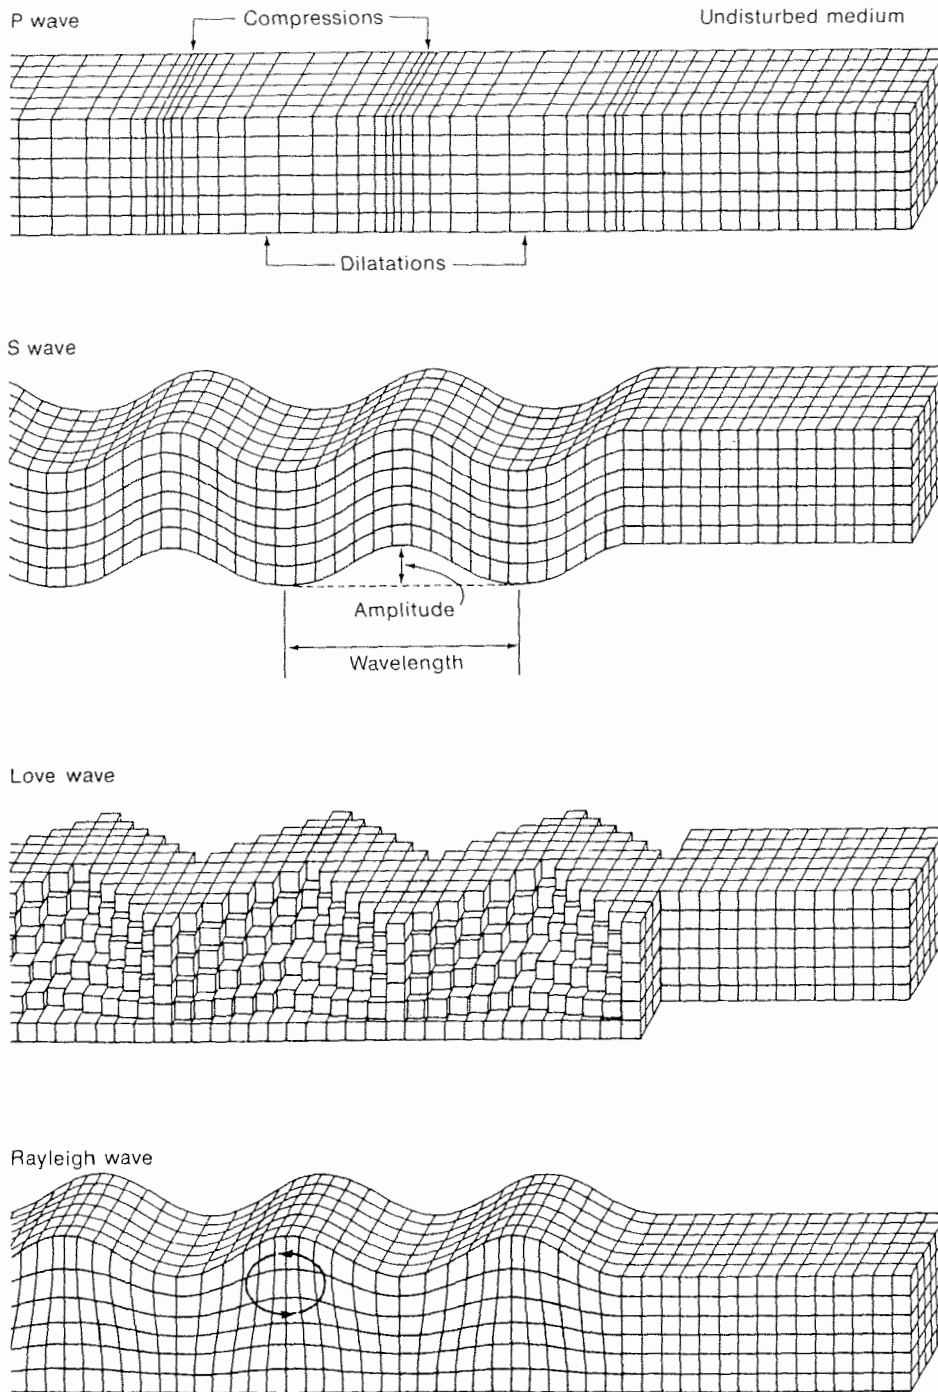 P wave
Compressions
Undisturbed medium
Dilatations
S wave
Amplitude
Wavelength
Love wave
Rayleigh wave